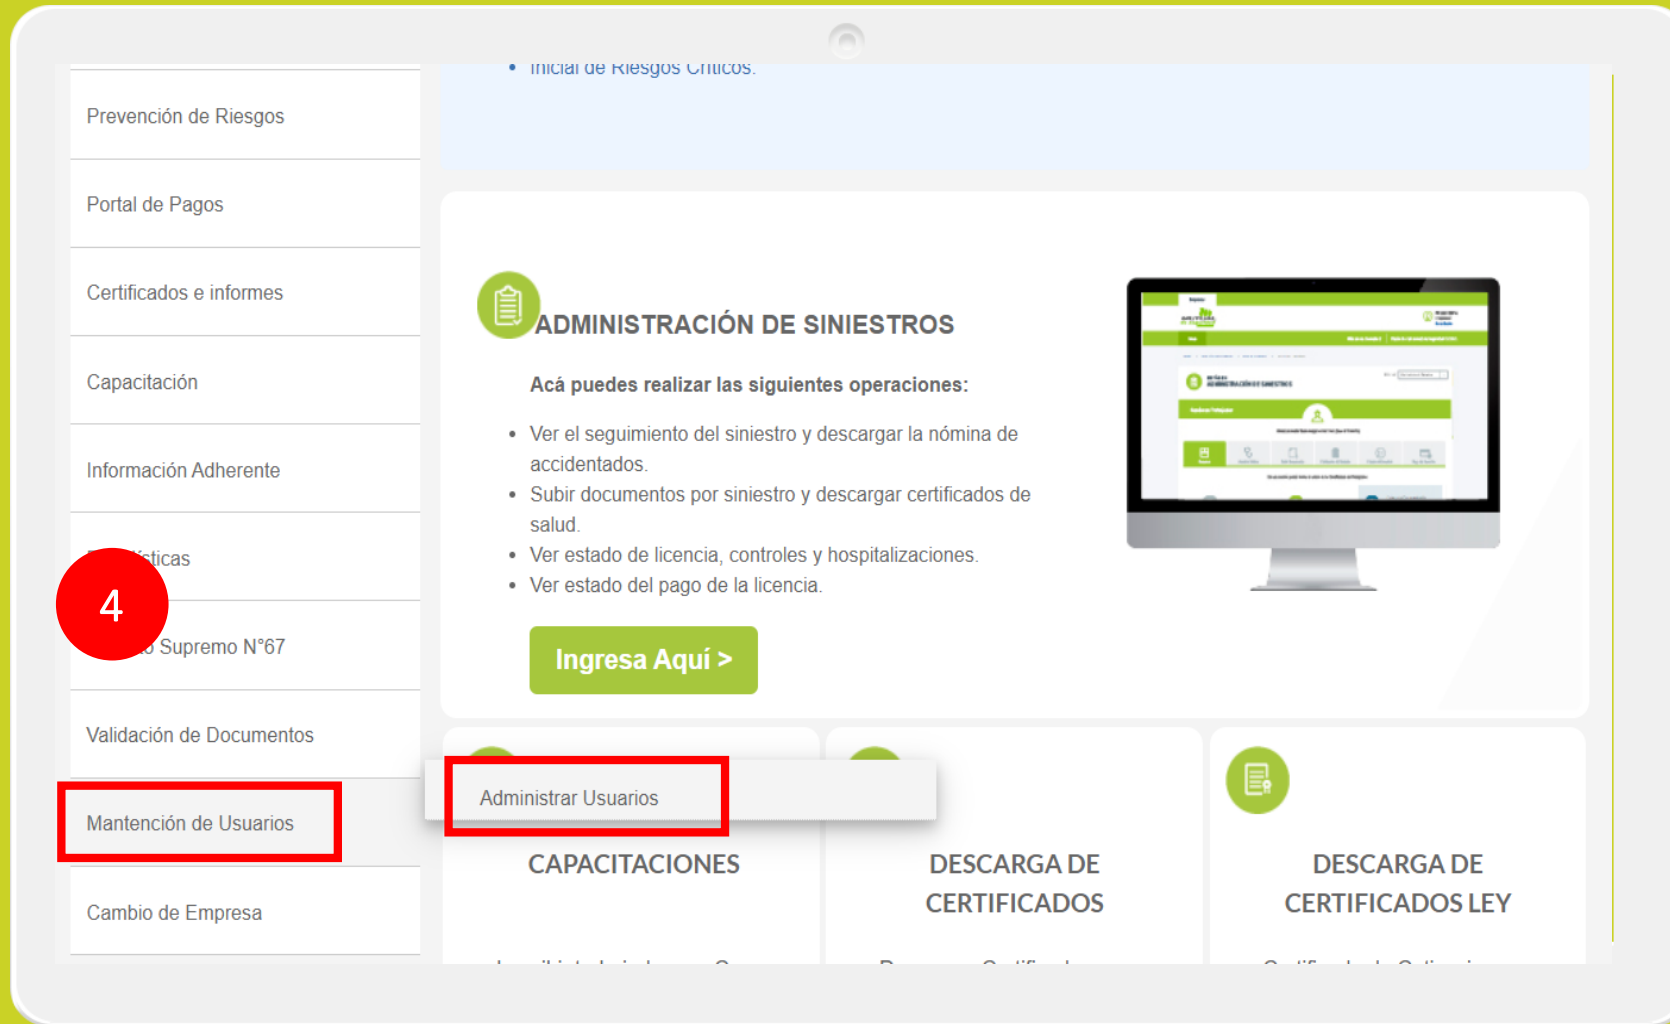 Inicial de Riesgos Críticos.
Prevención de Riesgos
Portal de Pagos
Certificados e informes
Capacitación
Información Adherente
sticas
4
Supremo N°67
Validación de Documentos
Mantención de Usuarios
Administrar Usuarios
Cambio de Empresa
ADMINISTRACIÓN DE SINIESTROS
Acá puedes realizar las siguientes operaciones:
• Ver el seguimiento del siniestro y descargar la nómina de
accidentados.
• Subir documentos por siniestro y descargar certificados de
salud.
• Ver estado de licencia, controles y hospitalizaciones.
• Ver estado del pago de la licencia.
Ingresa Aquí >
ADMINISTRACIÓN DE SINIESTROS
CAPACITACIONES
DESCARGA DE
CERTIFICADOS
DESCARGA DE
CERTIFICADOS LEY